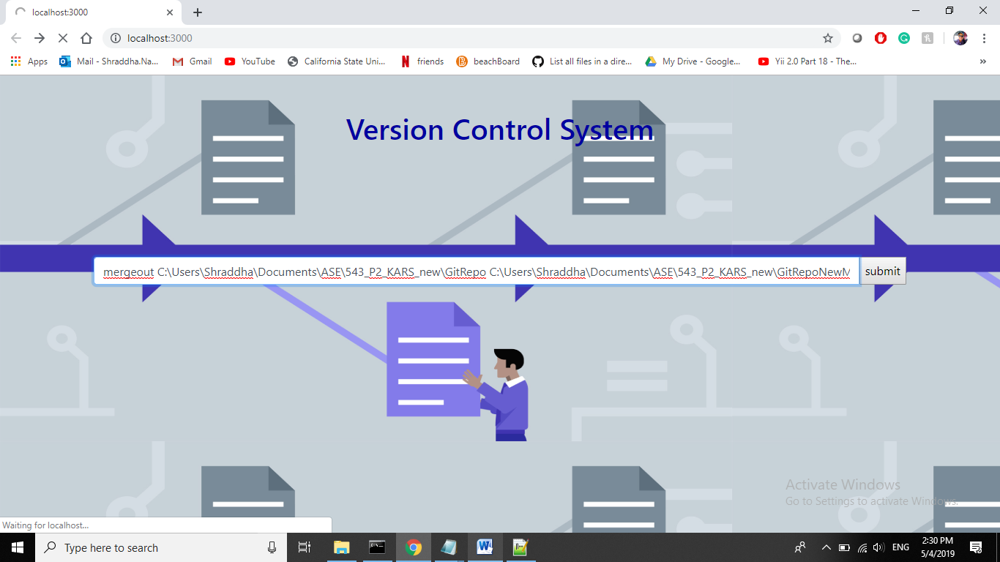 localhost:3000
localhost:3000
Apps Mail - Shraddha.Na... Gmail YouTube California State Uni... friends beachBoard List all files in a dire... My Drive - Google... Yii 2.0 Part 18 - The... »
Version Control System
mergeout C:\Users\Shraddha\Documents\ASE\543_P2_KARS_new\GitRepo C:\Users\Shraddha\Documents\ASE\543_P2_KARS_new\GitRepoNewM submit
Activate Windows
Go to Settings to activate Windows.
Waiting for localhost...
Type here to search
ENG
2:30 PM
5/4/2019